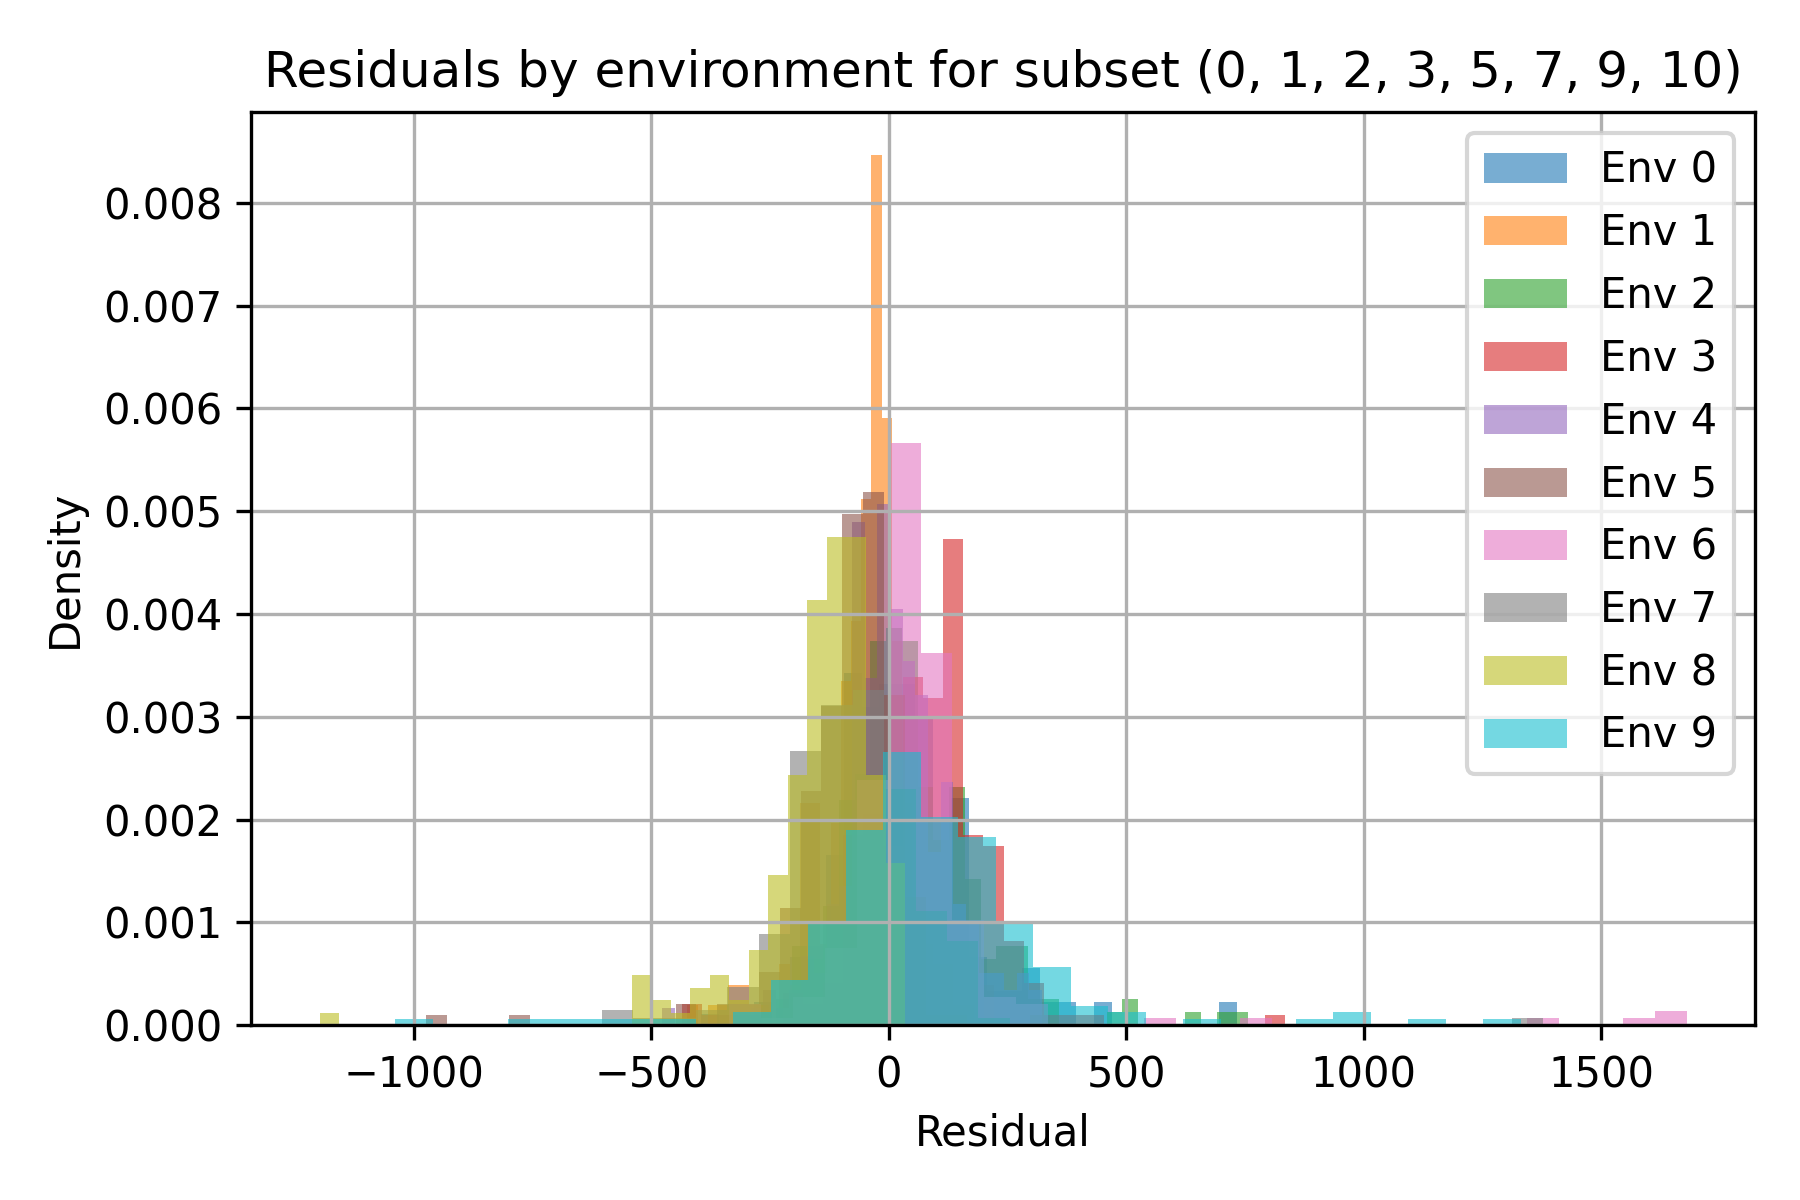 Residuals by environment for subset (0, 1, 2, 3, 5, 7, 9, 10)
Density
0.008
0.007
0.006
0.005
0.004
0.003
0.002
0.001
0.000
−1000
−500
0
500
1000
1500
Residual
Env 0
Env 1
Env 2
Env 3
Env 4
Env 5
Env 6
Env 7
Env 8
Env 9